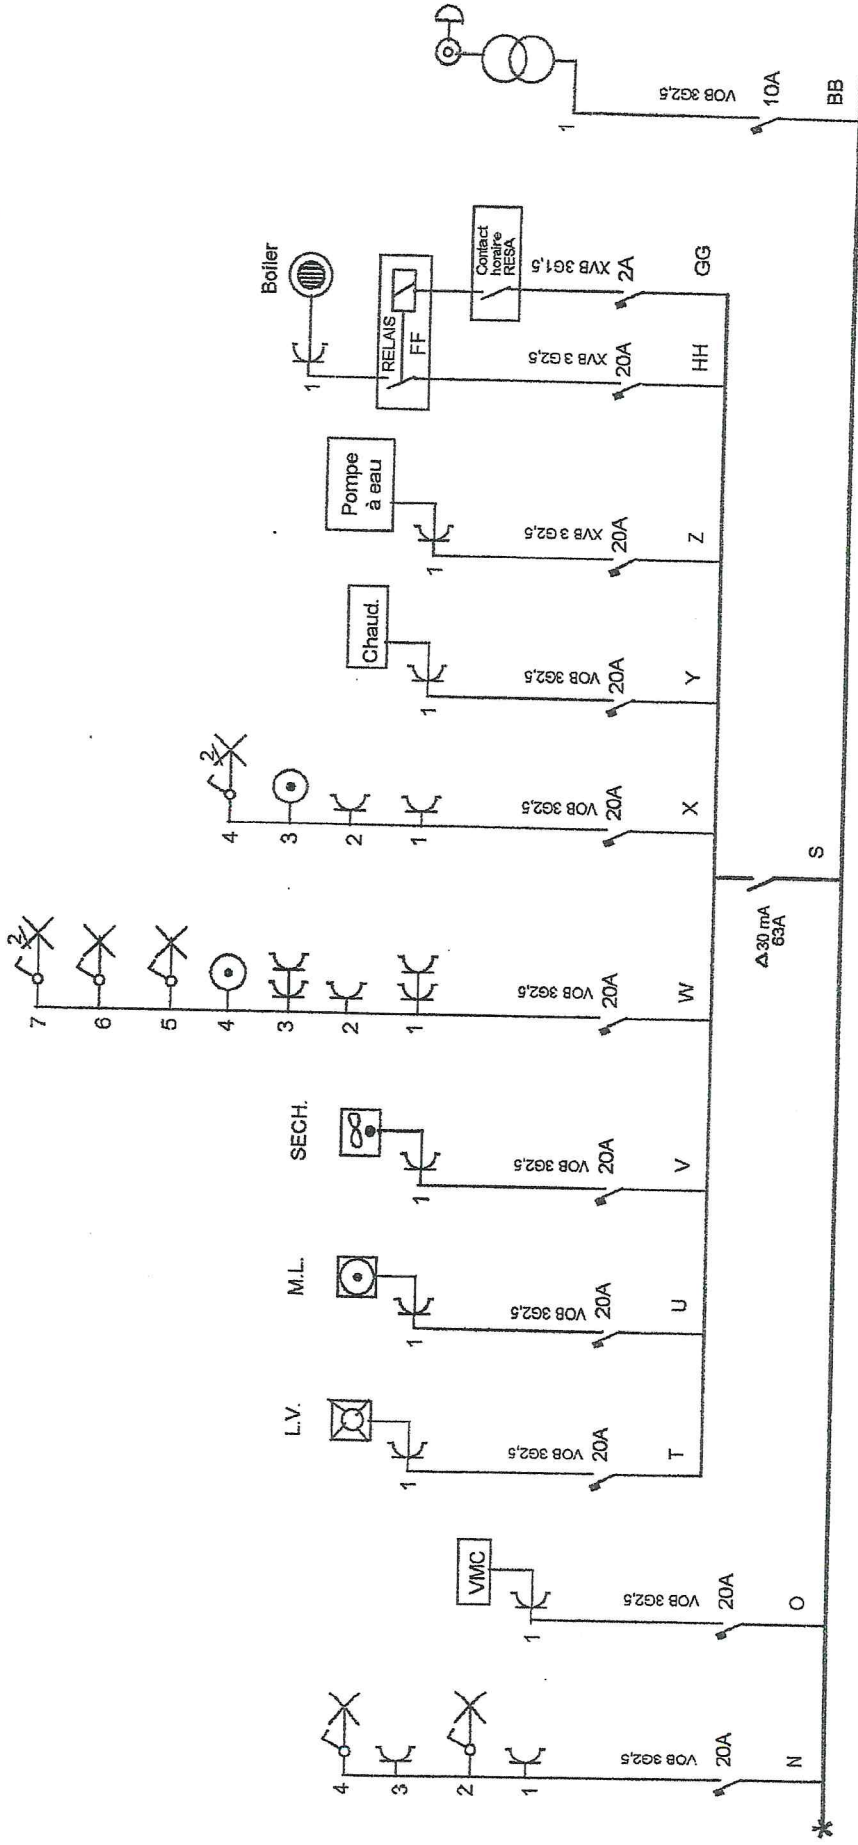 4
3
2
1
VOB 3G2,5
20A
N
*
VMC
1
VOB 3G2,5
20A
O
L.V.
1
VOB 3G2,5
20A
T
M.L.
1
VOB 3G2,5
20A
U
SECH.
1
VOB 3G2,5
20A
V
7
2
6
5
4
3
2
1
VOB 3G2,5
20A
W
Δ30 mA
63A
S
4
2
3
2
1
VOB 3G2,5
20A
X
Chaud.
1
VOB 3G2,5
20A
Y
Pompe
à eau
1
XVB 3 G2,5
20A
Z
Boiler
1
RELAIS
FF
XVB 3 G2,5
20A
HH
Contact
horaire
RESA
XVB 3G1,5
2A
GG
1
VOB 3G2,5
10A
BB